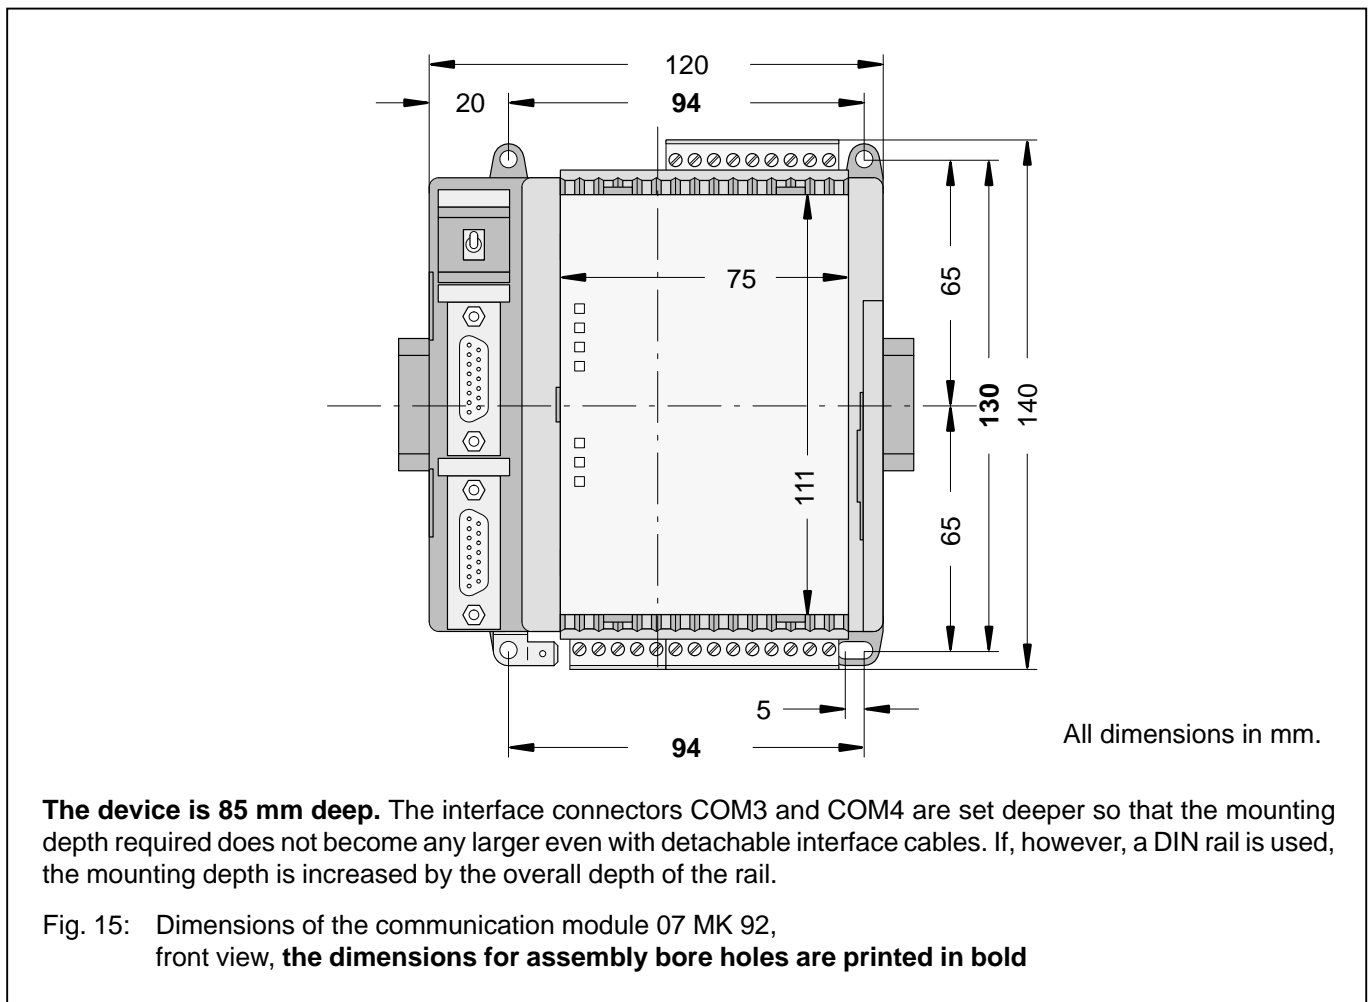 120
20
94
75
65
130
140
111
65
5
94
All dimensions in mm.
The device is 85 mm deep. The interface connectors COM3 and COM4 are set deeper so that the mounting
depth required does not become any larger even with detachable interface cables. If, however, a DIN rail is used,
the mounting depth is increased by the overall depth of the rail.
Fig. 15: Dimensions of the communication module 07 MK 92,
front view, the dimensions for assembly bore holes are printed in bold